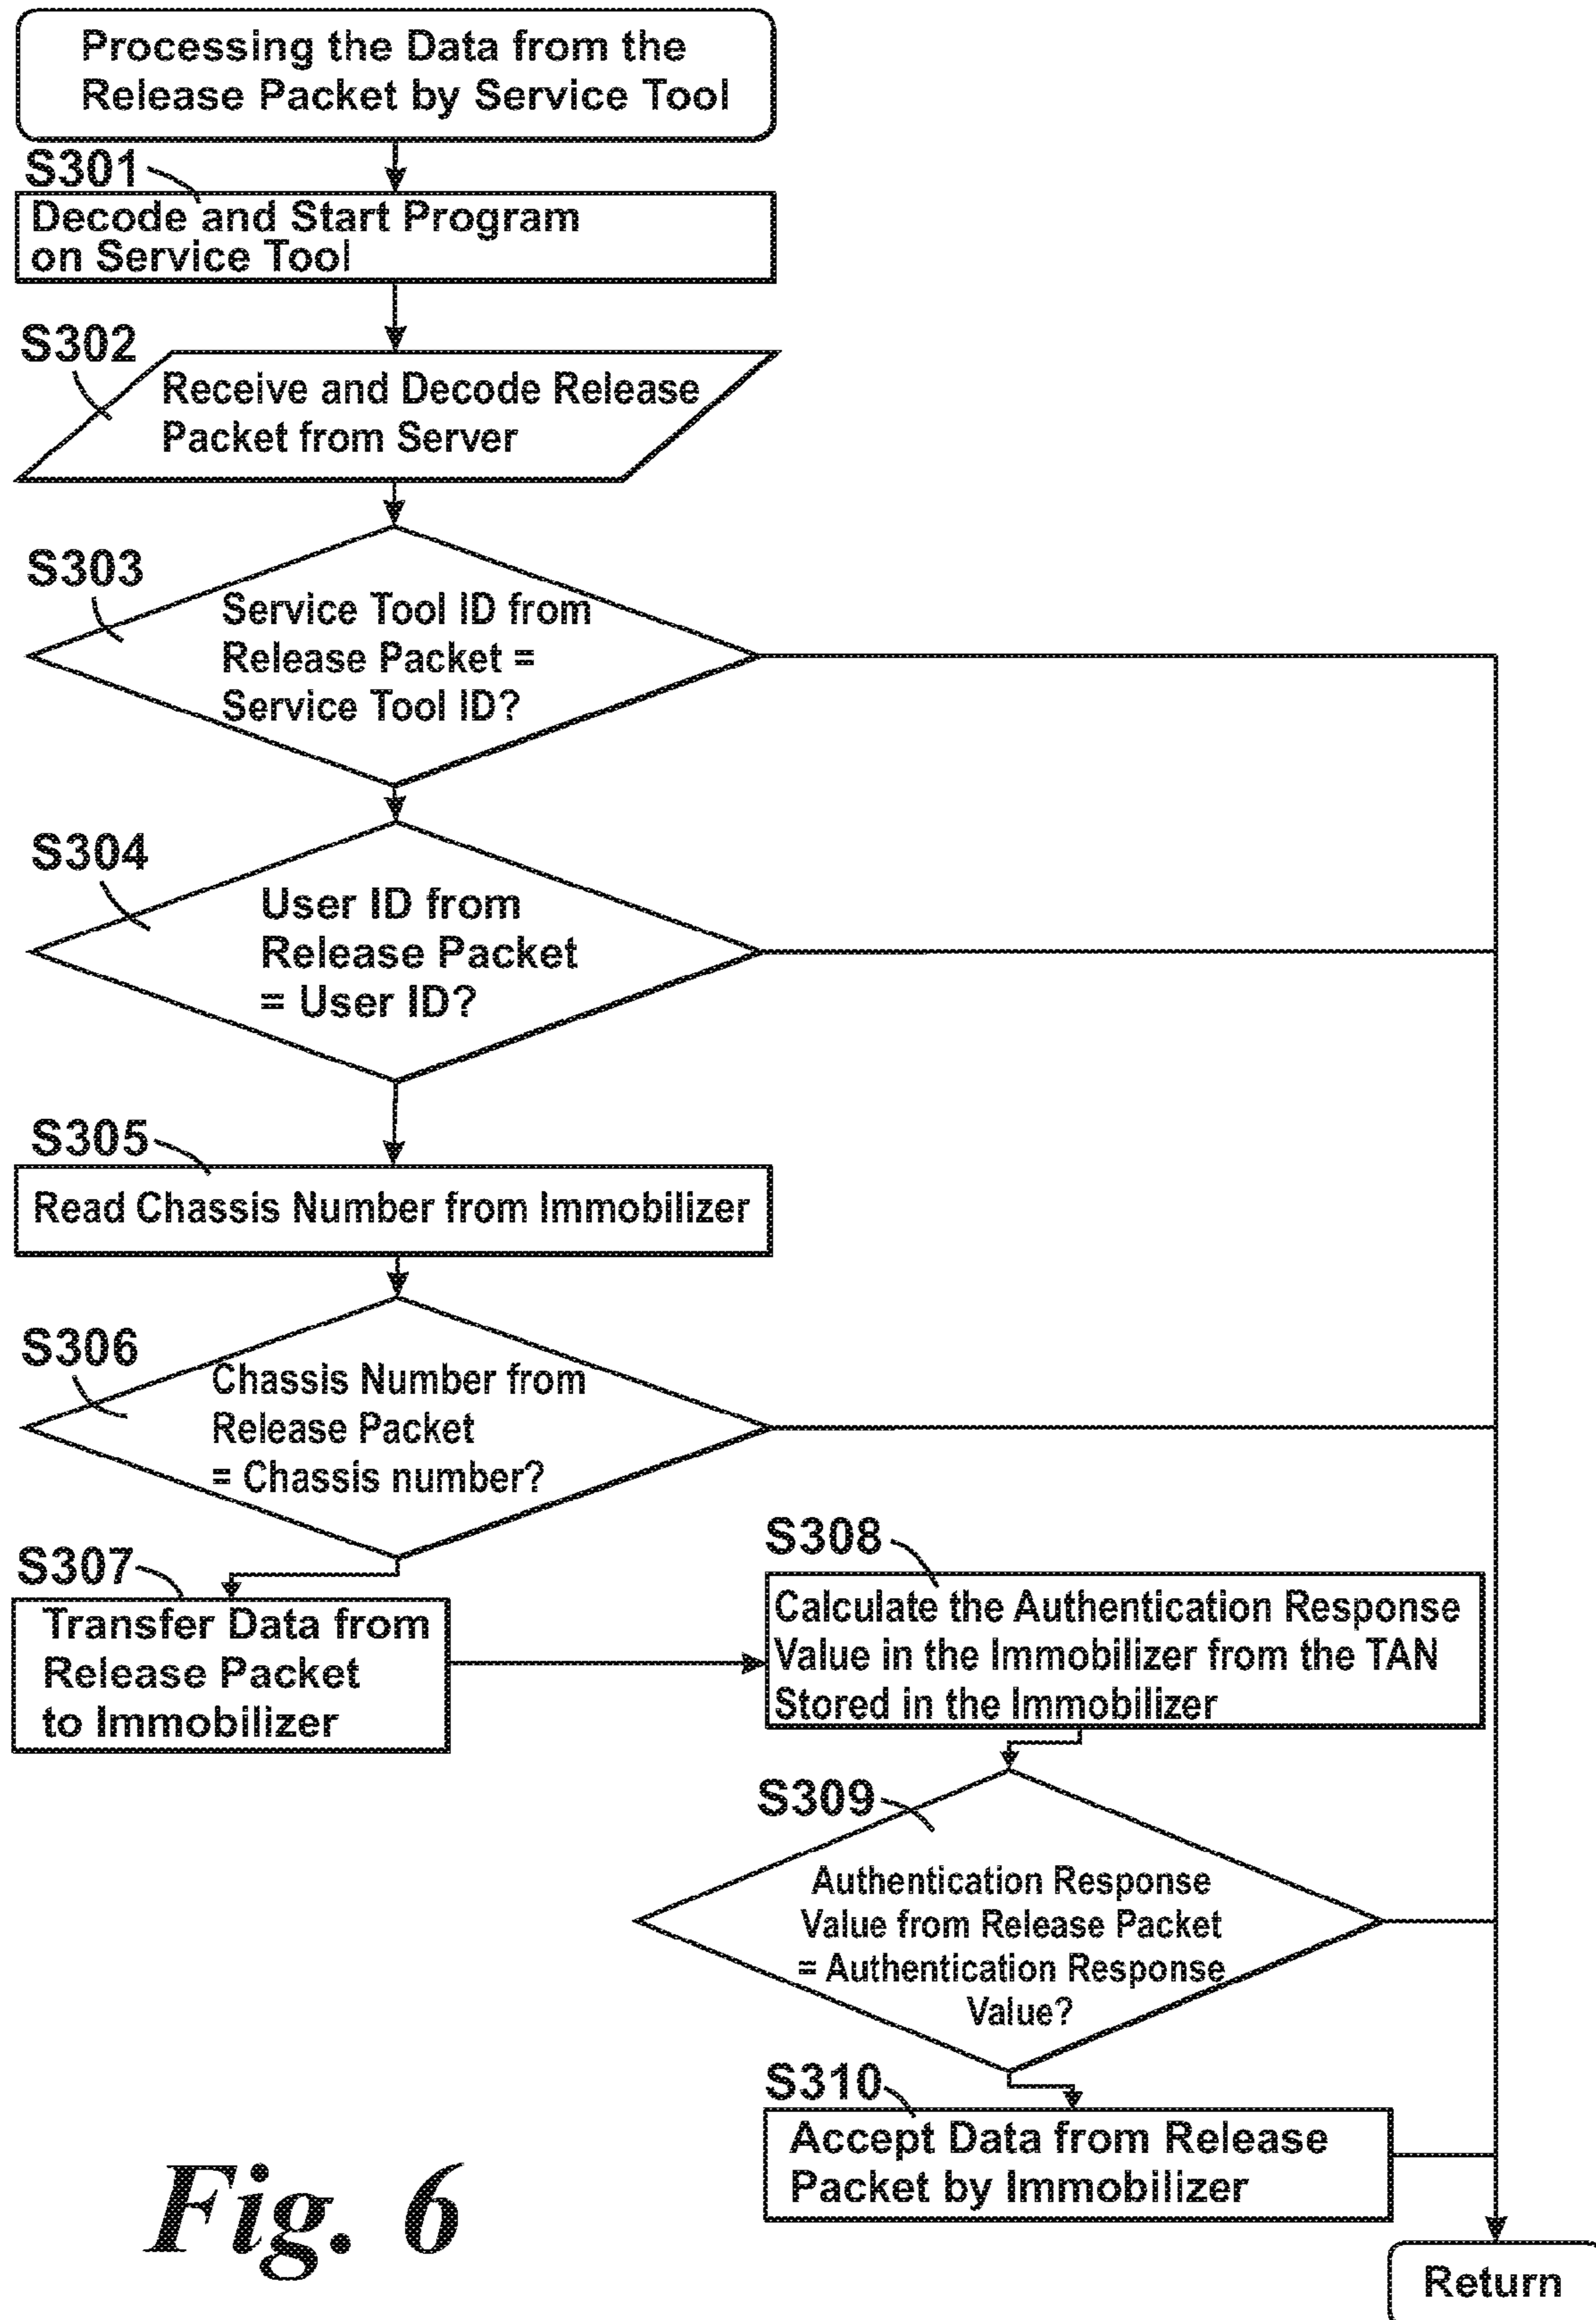 Processing the Data from the
Release Packet by Service Tool
S301
Decode and Start Program
on Service Tool
S302
Receive and Decode Release
Packet from Server
S303
Service Tool ID from
Release Packet =
Service Tool ID?
S304
User ID from
Release Packet
= User ID?
S305
Read Chassis Number from Immobilizer
S306
Chassis Number from
Release Packet
= Chassis number?
S307
Transfer Data from
Release Packet
to Immobilizer
S308
Calculate the Authentication Response
Value in the Immobilizer from the TAN
Stored in the Immobilizer
S309
Authentication Response
Value from Release Packet
= Authentication Response
Value?
S310
Accept Data from Release
Packet by Immobilizer
Return
Fig. 6